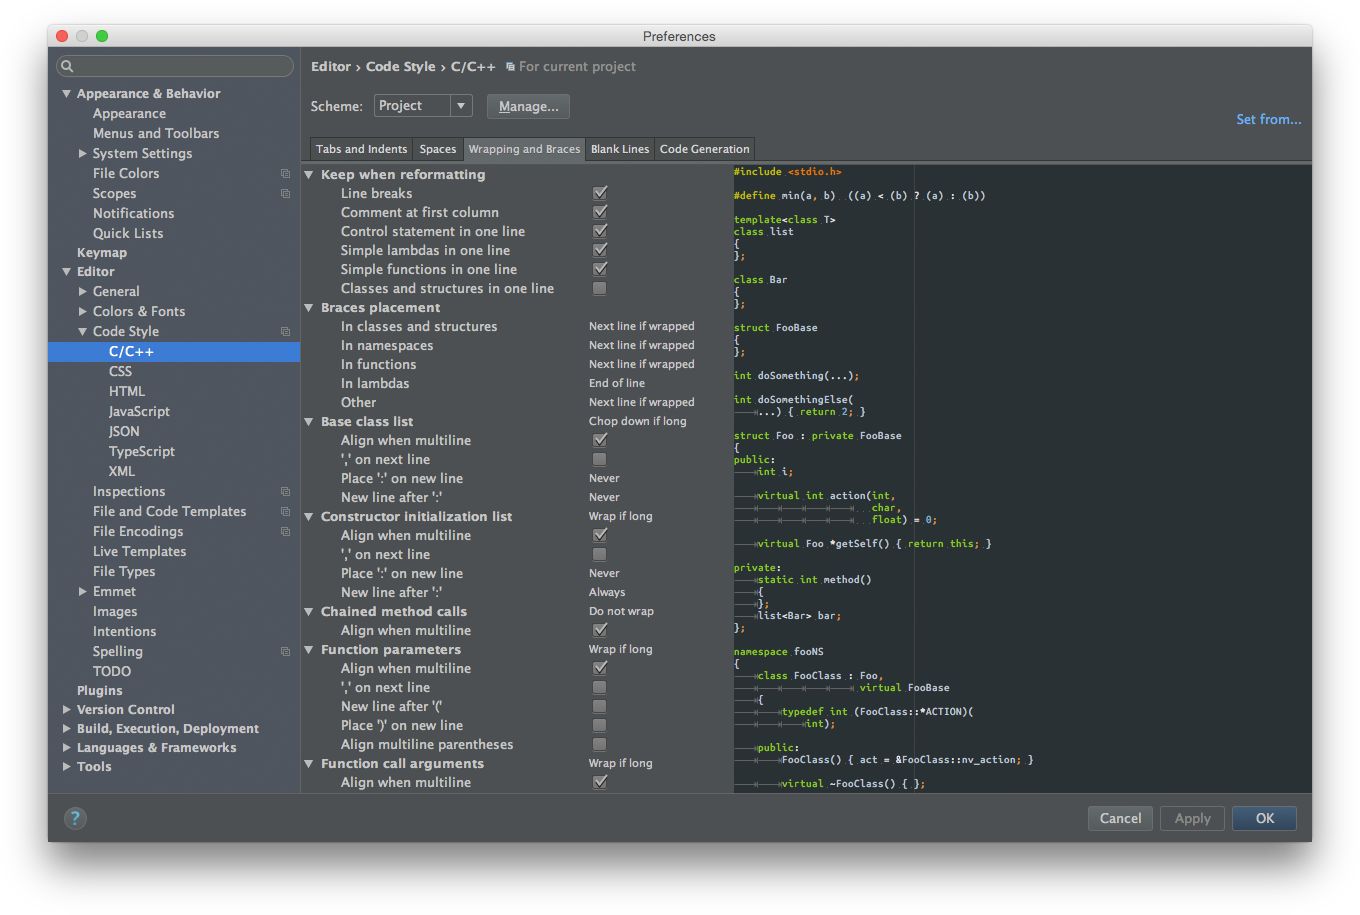 Preferences
Appearance & Behavior
Appearance
Menus and Toolbars
System Settings
File Colors
Scopes
Notifications
Quick Lists
Keymap
Editor
General
Colors & Fonts
Code Style
C/C++
CSS
HTML
JavaScript
JSON
TypeScript
XML
Inspections
File and Code Templates
File Encodings
Live Templates
File Types
Emmet
Images
Intentions
Spelling
TODO
Plugins
Version Control
Build, Execution, Deployment
Languages & Frameworks
Tools
Editor › Code Style › C/C++ For current project
Scheme: Project Manage...
Set from...
Tabs and Indents Spaces Wrapping and Braces Blank Lines Code Generation
Keep when reformatting
Line breaks
Comment at first column
Control statement in one line
Simple lambdas in one line
Simple functions in one line
Classes and structures in one line
Braces placement
In classes and structures Next line if wrapped
In namespaces Next line if wrapped
In functions Next line if wrapped
In lambdas End of line
Other Next line if wrapped
Base class list Chop down if long
Align when multiline
',' on next line
Place ':' on new line Never
New line after ':' Never
Constructor initialization list Wrap if long
Align when multiline
',' on next line
Place ':' on new line Never
New line after ':' Always
Chained method calls Do not wrap
Align when multiline
Function parameters Wrap if long
Align when multiline
',' on next line
New line after '('
Place ')' on new line
Align multiline parentheses
Function call arguments Wrap if long
Align when multiline
#include <stdio.h>
#define min(a, b) ((a) < (b) ? (a) : (b))
template<class T>
class list
{
};
class Bar
{
};
struct FooBase
{
};
int doSomething(...);
int doSomethingElse(
...) { return 2; }
struct Foo : private FooBase
{
public:
int i;
virtual int action(int,
char,
float) = 0;
virtual Foo *getSelf() { return this; }
private:
static int method()
{
};
list<Bar> bar;
};
namespace fooNS
{
class FooClass : Foo,
virtual FooBase
{
typedef int (FooClass::*ACTION)(
int);
public:
FooClass() { act = &FooClass::nv_action; }
virtual ~FooClass() { };
?
Cancel Apply OK